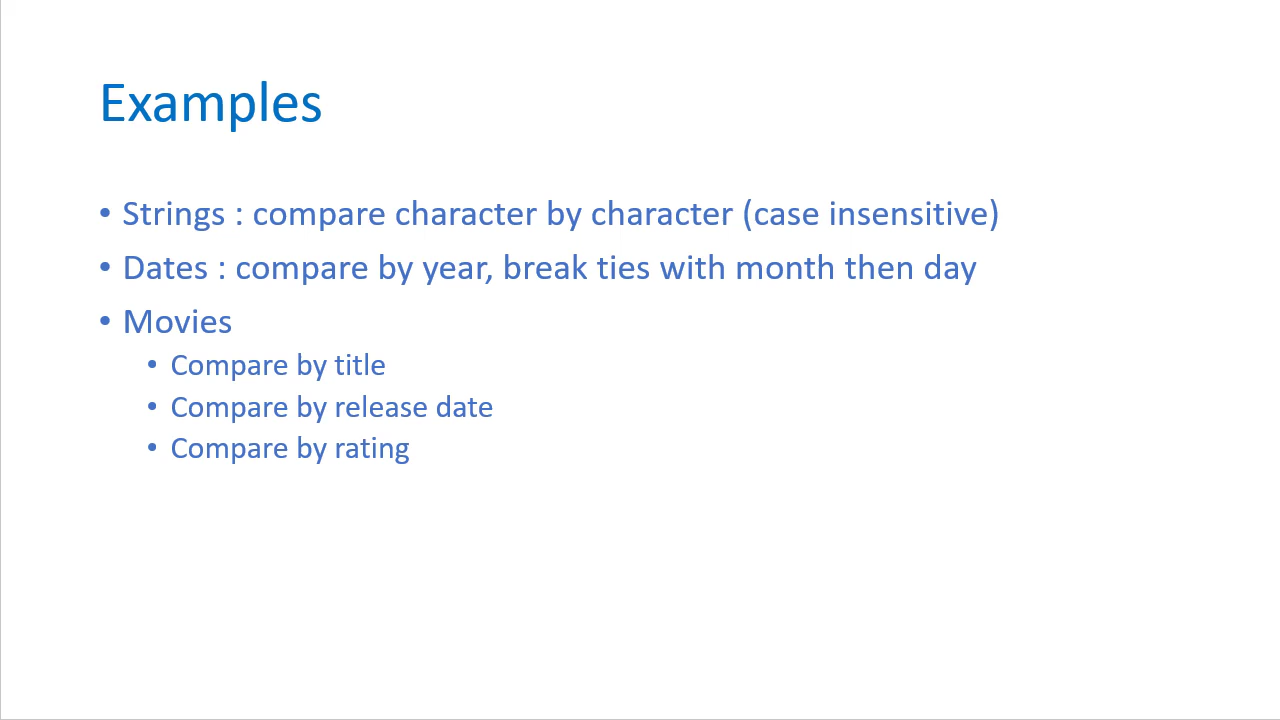 Examples
• Strings : compare character by character (case insensitive)
• Dates : compare by year, break ties with month then day
• Movies
• Compare by title
• Compare by release date
• Compare by rating